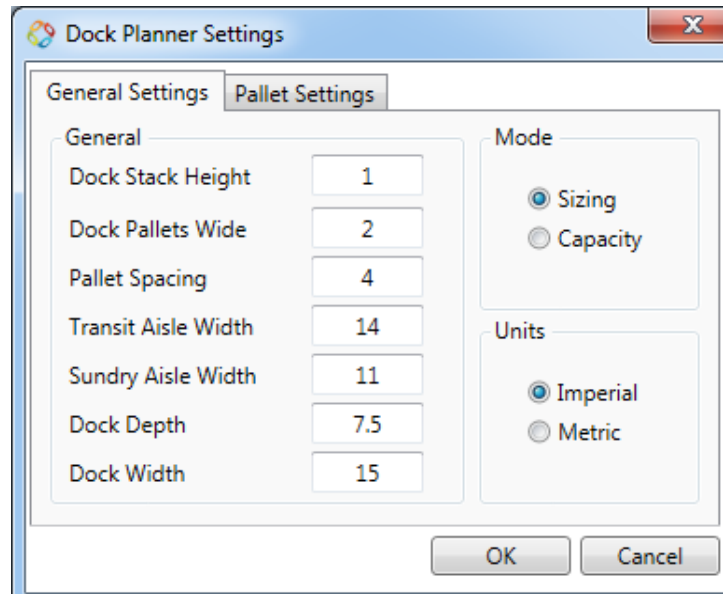 Dock Planner Settings
General Settings
Pallet Settings
General
Dock Stack Height 1
Dock Pallets Wide 2
Pallet Spacing 4
Transit Aisle Width 14
Sundry Aisle Width 11
Dock Depth 7.5
Dock Width 15
Mode
Sizing
Capacity
Units
Imperial
Metric
OK
Cancel